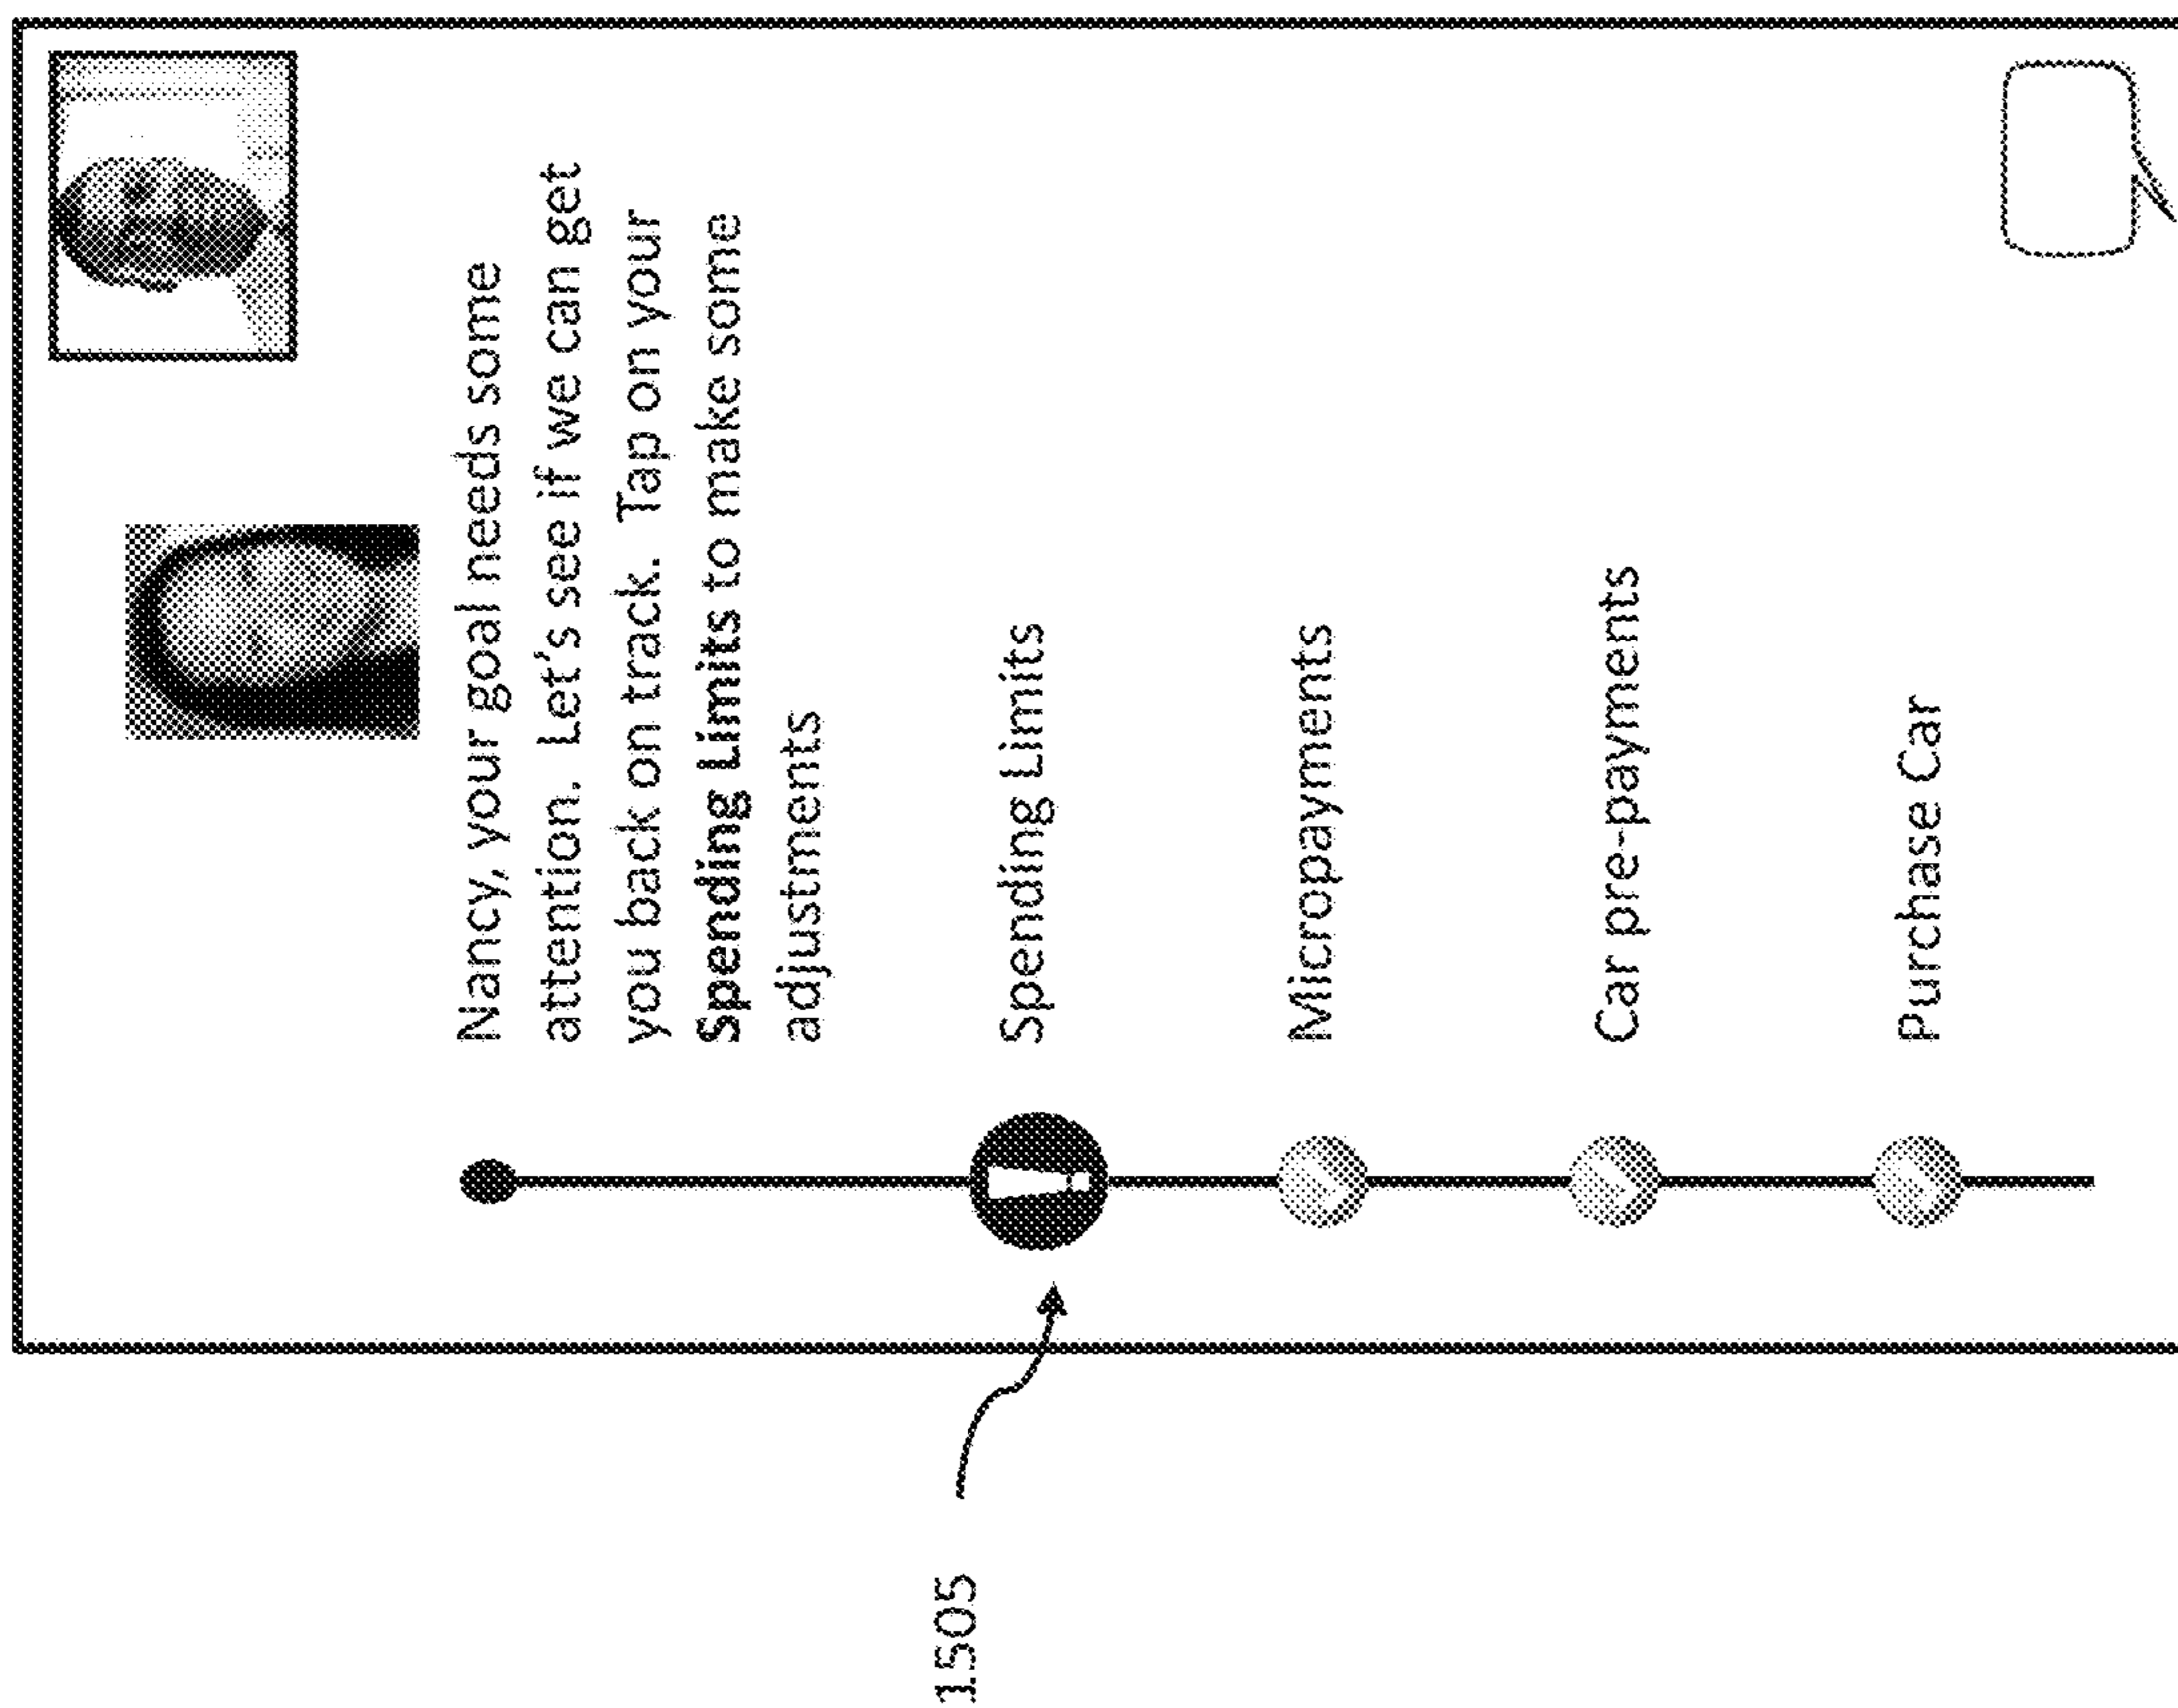 Nancy, your goal needs some
attention. Let's see if we can get
you back on track. Tap on your
Spending Limits to make some
adjustments
Spending Limits
Micropayments
Car pre-payments
Purchase Car
1505